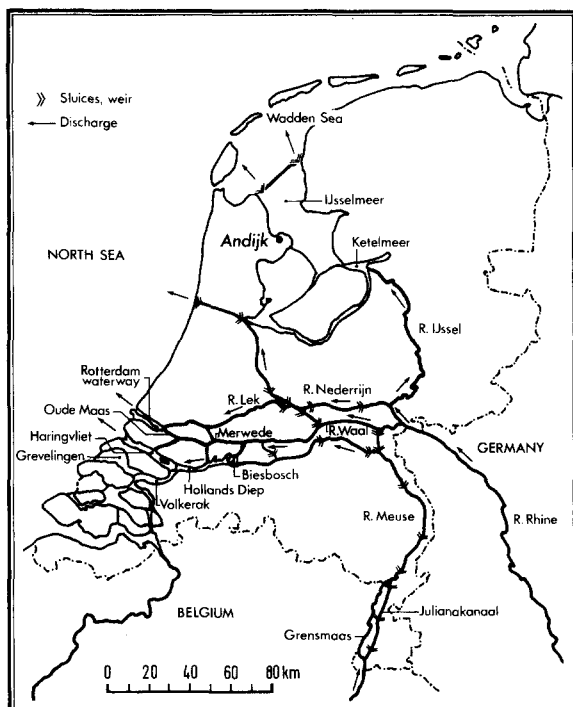 Sluices, weir
Discharge
Wadden Sea
IJsselmeer
Andijk
Ketelmeer
NORTH SEA
R. IJssel
Rotterdam
waterway
R. Nederrijn
R. Lek
Oude Maas
Merwede
R. Waal
Haringvliet
Grevelingen
GERMANY
Biesbosch
Hollands Diep
Volkerak
R. Meuse
R. Rhine
BELGIUM
Julianakanaal
Grensmaas
0 20 40 60 80 km